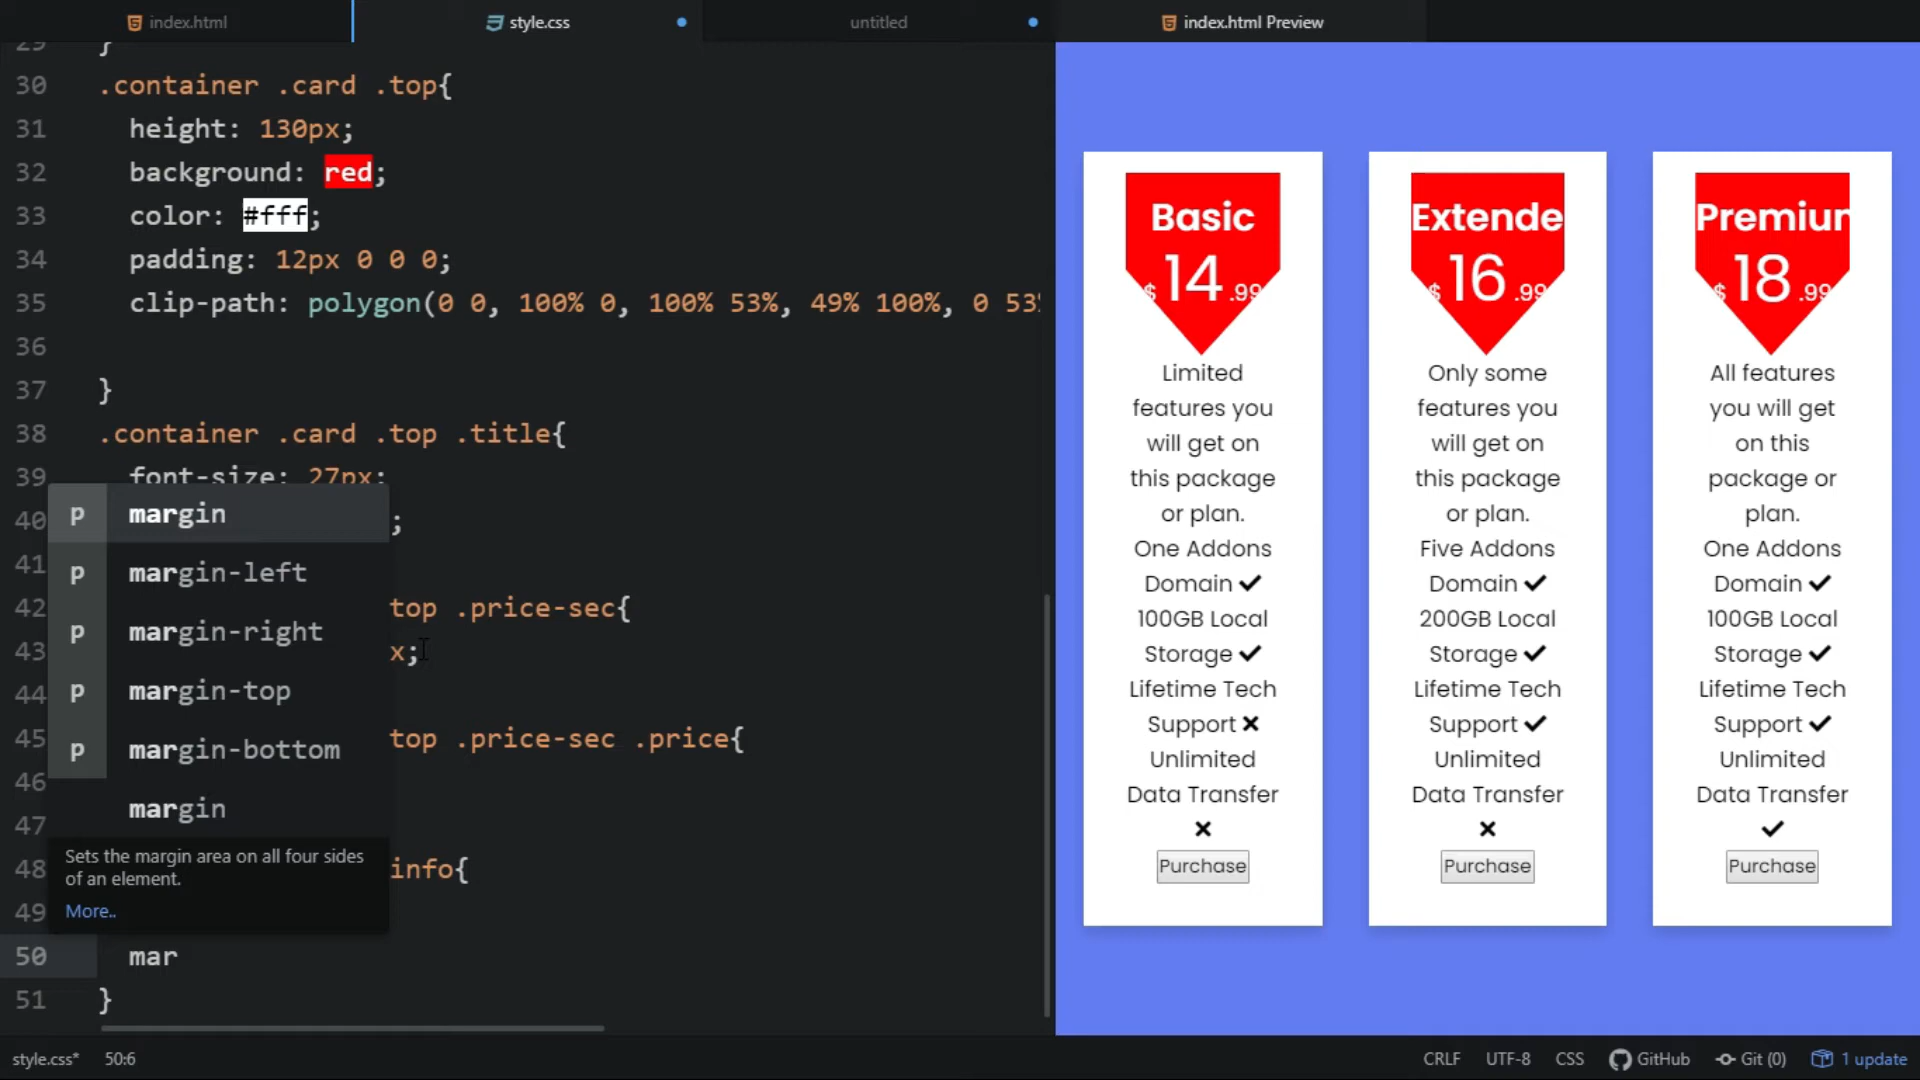 index.html
style.css
untitled
index.html Preview
29 }
30 .container .card .top{
31 height: 130px;
32 background: red;
33 color: #fff;
34 padding: 12px 0 0 0;
35 clip-path: polygon(0 0, 100% 0, 100% 53%, 49% 100%, 0 53%
36
37 }
38 .container .card .top .title{
39 font-size: 27px;
40 ;
41
42 top .price-sec{
43 x;
44
45 top .price-sec .price{
46
47
48 info{
49
50 mar
51 }
p margin
p margin-left
p margin-right
p margin-top
p margin-bottom
margin
Sets the margin area on all four sides
of an element.
More..
Basic
$ 14 .99
Limited
features you
will get on
this package
or plan.
One Addons
Domain ✔
100GB Local
Storage ✔
Lifetime Tech
Support ✖
Unlimited
Data Transfer
✖
Purchase
Extende
$ 16 .99
Only some
features you
will get on
this package
or plan.
Five Addons
Domain ✔
200GB Local
Storage ✔
Lifetime Tech
Support ✔
Unlimited
Data Transfer
✖
Purchase
Premium
$ 18 .99
All features
you will get
on this
package or
plan.
One Addons
Domain ✔
100GB Local
Storage ✔
Lifetime Tech
Support ✔
Unlimited
Data Transfer
✔
Purchase
style.css* 50:6
CRLF UTF-8 CSS GitHub Git (0) 1 update